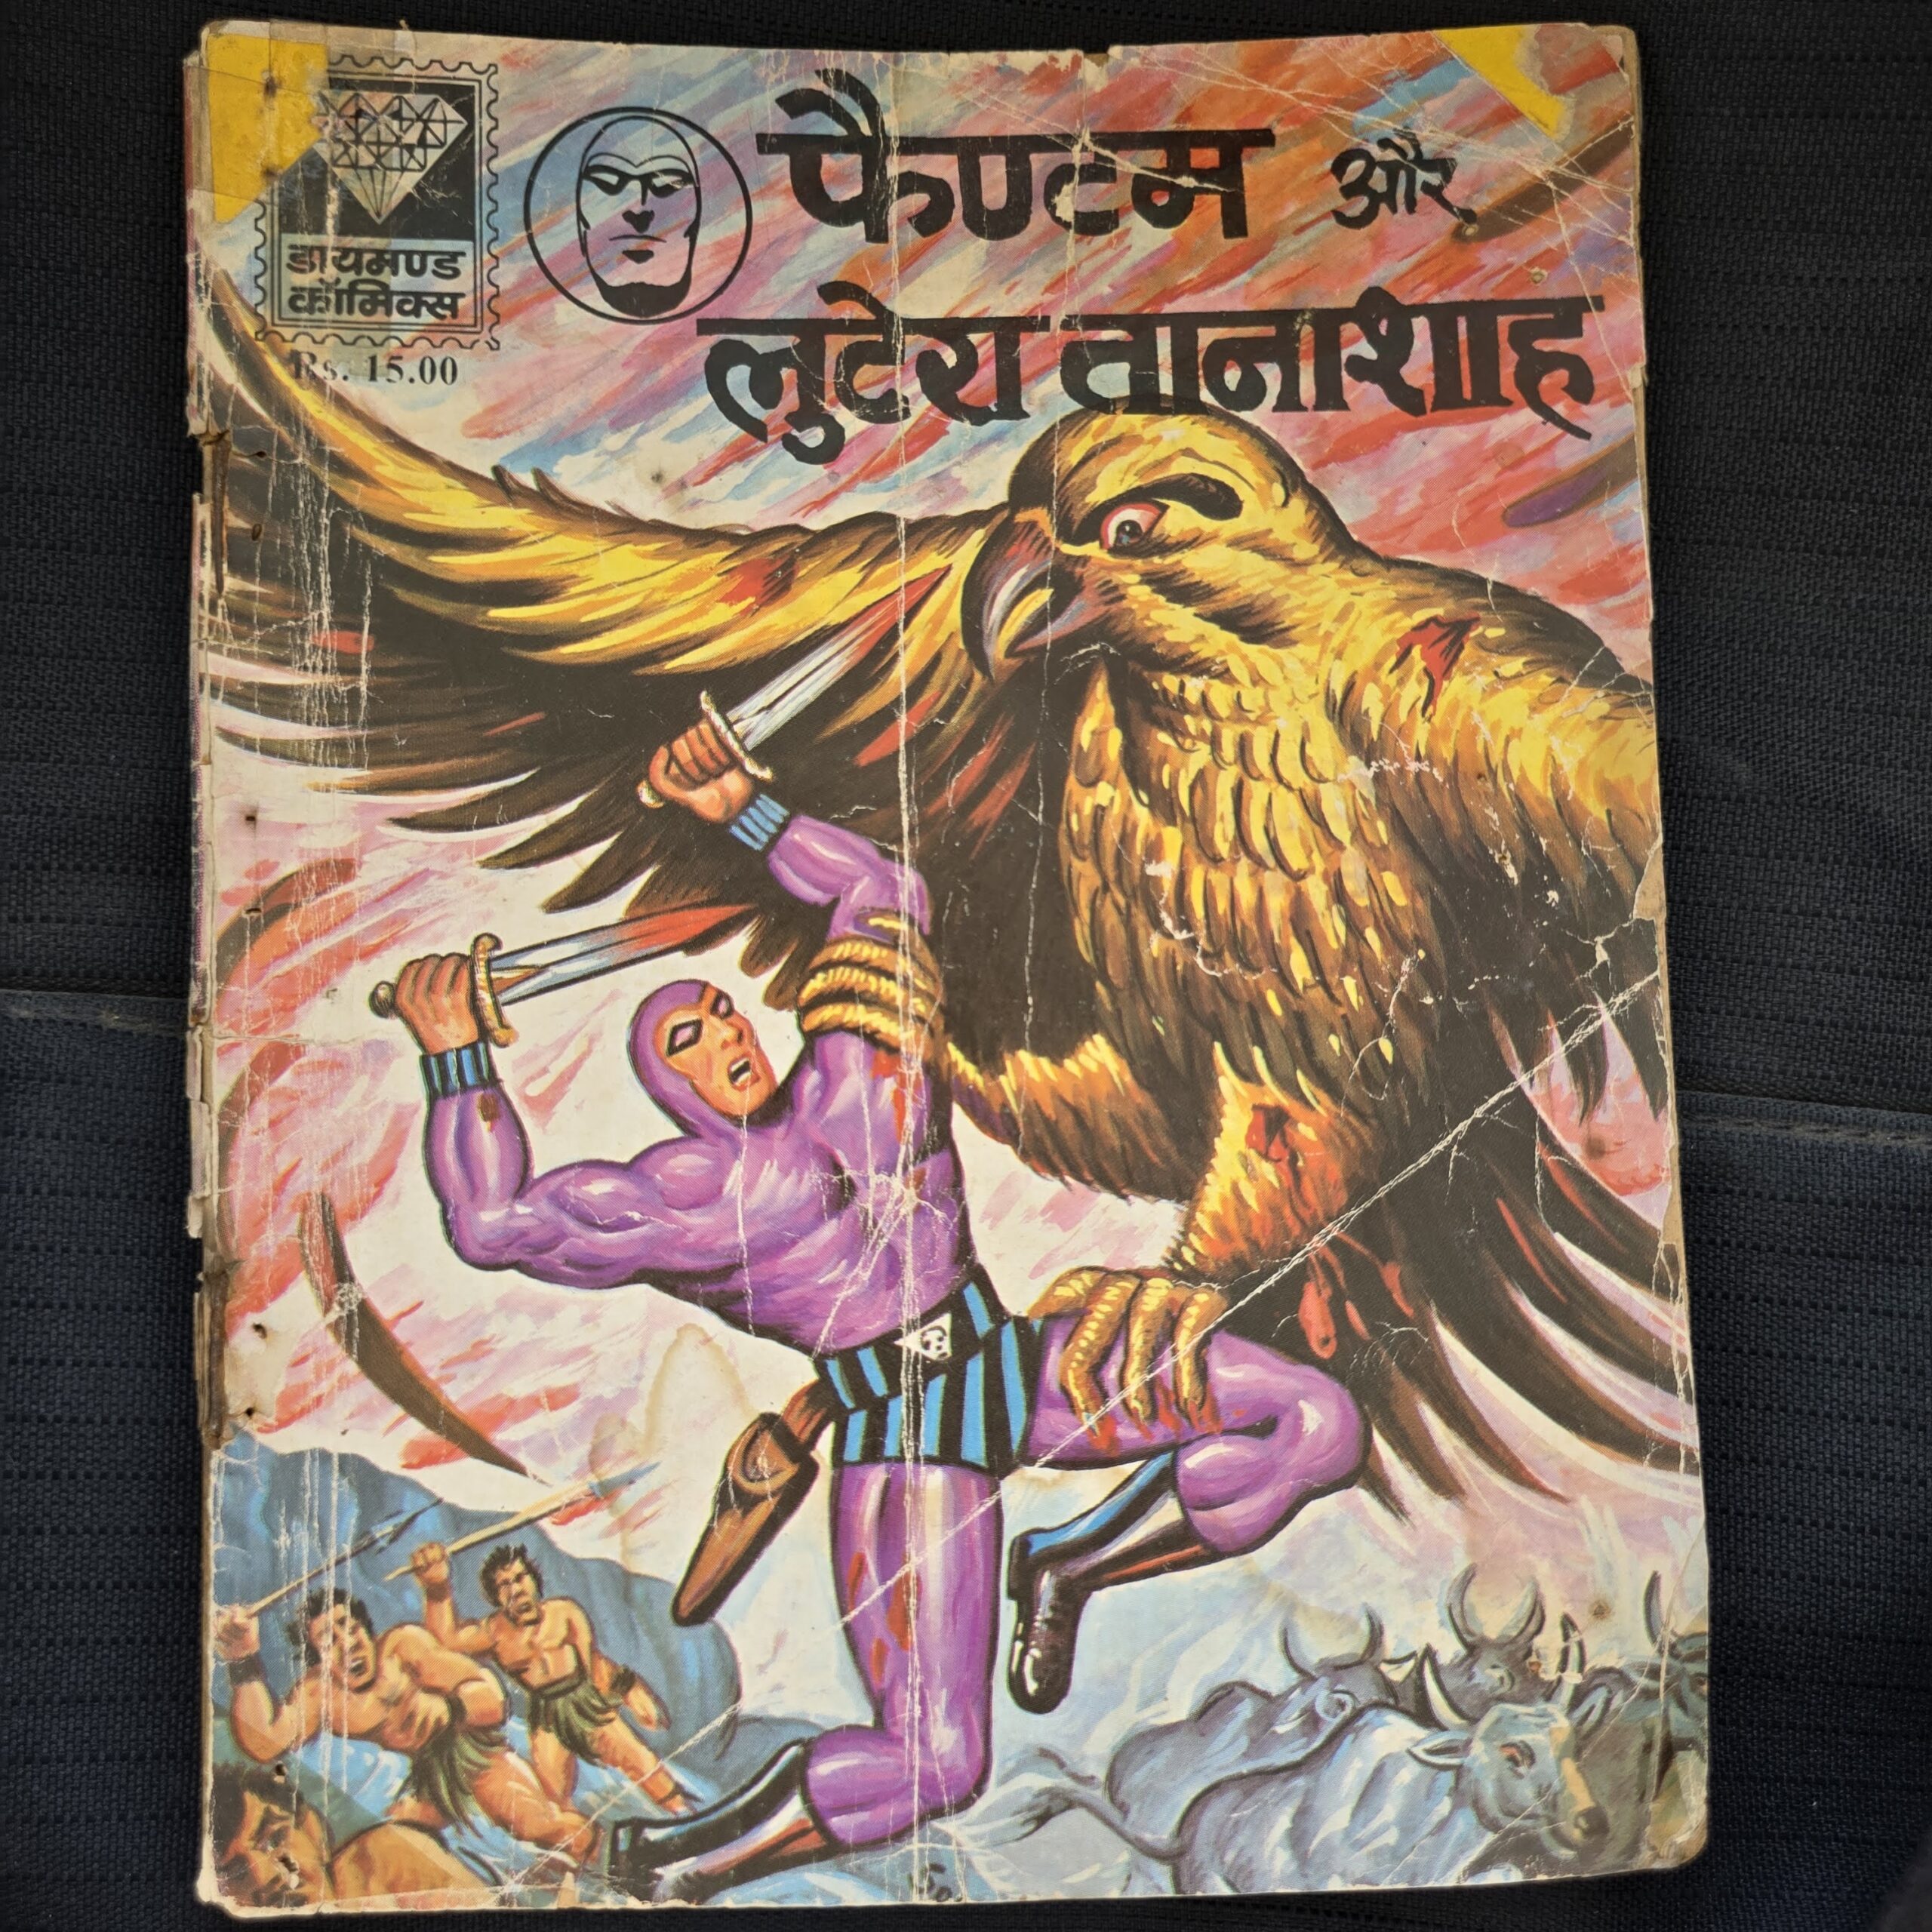 डायमण्ड
कॉमिक्स
Rs. 15.00
फैण्टम और
लुटेरा तानाशाह